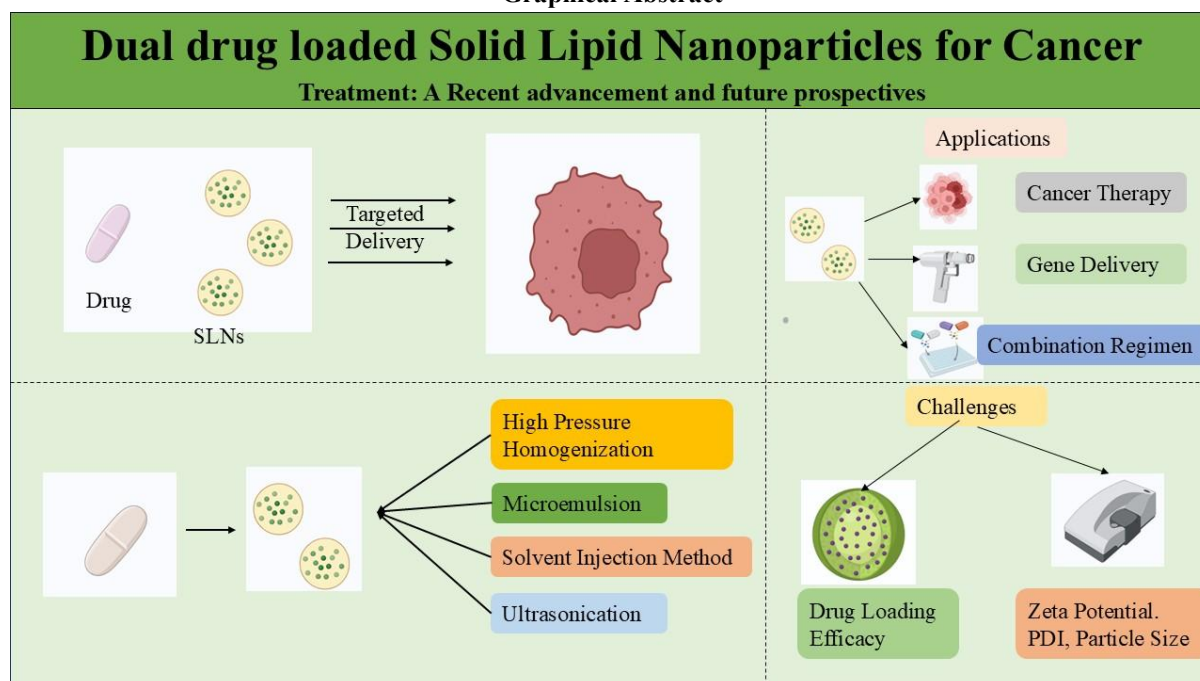 Graphical Abstract
Dual drug loaded Solid Lipid Nanoparticles for Cancer
Treatment: A Recent advancement and future prospectives
Drug
SLNs
Targeted
Delivery
Applications
Cancer Therapy
Gene Delivery
Combination Regimen
High Pressure
Homogenization
Microemulsion
Solvent Injection Method
Ultrasonication
Challenges
Drug Loading
Efficacy
Zeta Potential.
PDI, Particle Size